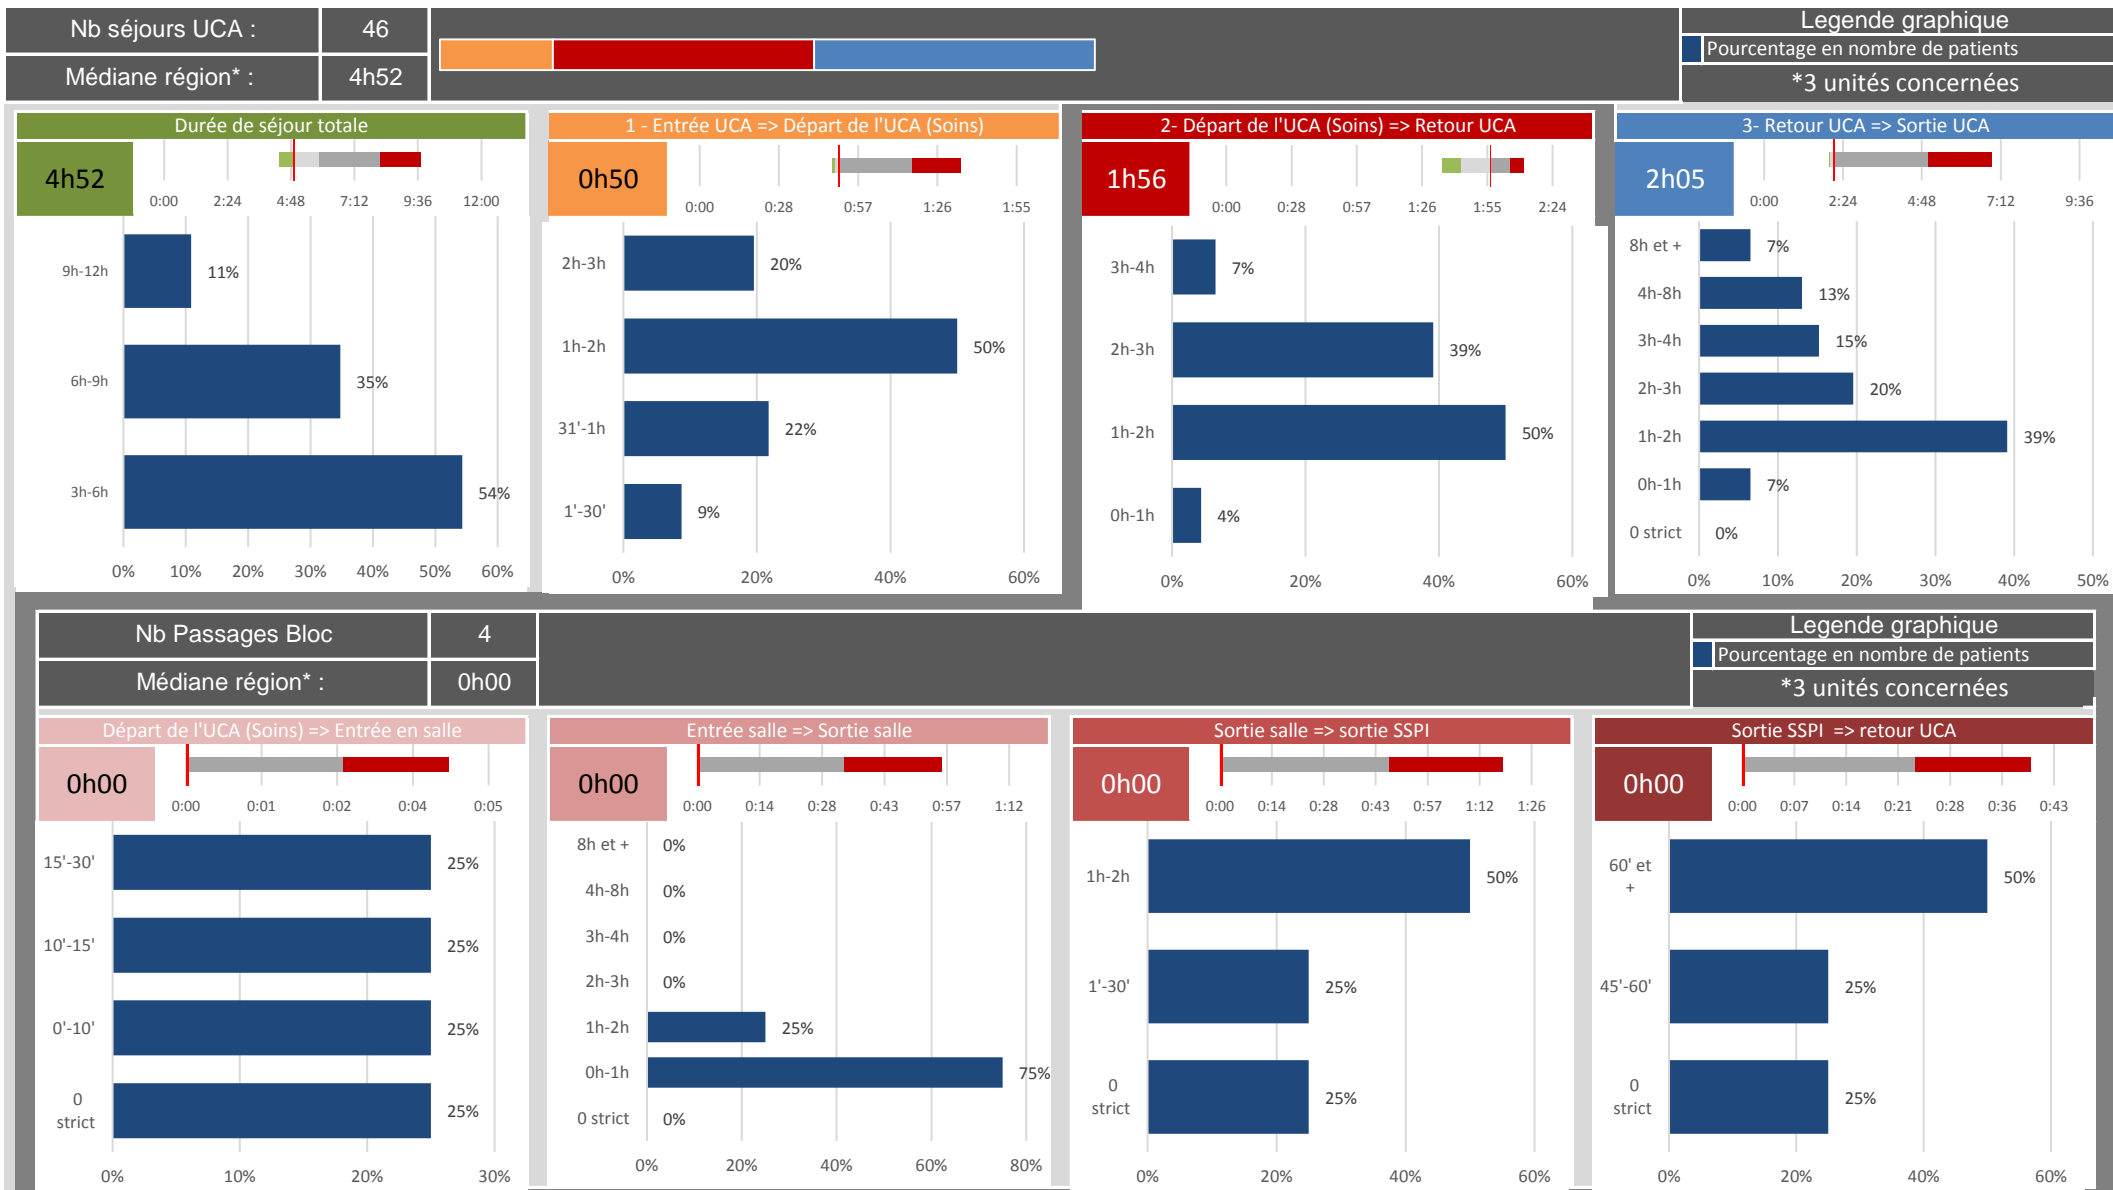 Nb séjours UCA :
46
Médiane région* :
4h52
Legende graphique
Pourcentage en nombre de patients
*3 unités concernées
Durée de séjour totale
4h52
0:00 2:24 4:48 7:12 9:36 12:00
9h-12h 11%
6h-9h 35%
3h-6h 54%
0% 10% 20% 30% 40% 50% 60%
1 - Entrée UCA => Départ de l'UCA (Soins)
0h50
0:00 0:28 0:57 1:26 1:55
2h-3h 20%
1h-2h 50%
31'-1h 22%
1'-30' 9%
0% 20% 40% 60%
2- Départ de l'UCA (Soins) => Retour UCA
1h56
0:00 0:28 0:57 1:26 1:55 2:24
3h-4h 7%
2h-3h 39%
1h-2h 50%
0h-1h 4%
0% 20% 40% 60%
3- Retour UCA => Sortie UCA
2h05
0:00 2:24 4:48 7:12 9:36
8h et + 7%
4h-8h 13%
3h-4h 15%
2h-3h 20%
1h-2h 39%
0h-1h 7%
0 strict 0%
0% 10% 20% 30% 40% 50%
Nb Passages Bloc
4
Médiane région* :
0h00
Legende graphique
Pourcentage en nombre de patients
*3 unités concernées
Départ de l'UCA (Soins) => Entrée en salle
0h00
0:00 0:01 0:02 0:04 0:05
15'-30' 25%
10'-15' 25%
0'-10' 25%
0
strict
25%
0% 10% 20% 30%
Entrée salle => Sortie salle
0h00
0:00 0:14 0:28 0:43 0:57 1:12
8h et + 0%
4h-8h 0%
3h-4h 0%
2h-3h 0%
1h-2h 25%
0h-1h 75%
0 strict 0%
0% 20% 40% 60% 80%
Sortie salle => sortie SSPI
0h00
0:00 0:14 0:28 0:43 0:57 1:12 1:26
1h-2h 50%
1'-30' 25%
0
strict
25%
0% 20% 40% 60%
Sortie SSPI => retour UCA
0h00
0:00 0:07 0:14 0:21 0:28 0:36 0:43
60' et
+
50%
45'-60' 25%
0
strict
25%
0% 20% 40% 60%